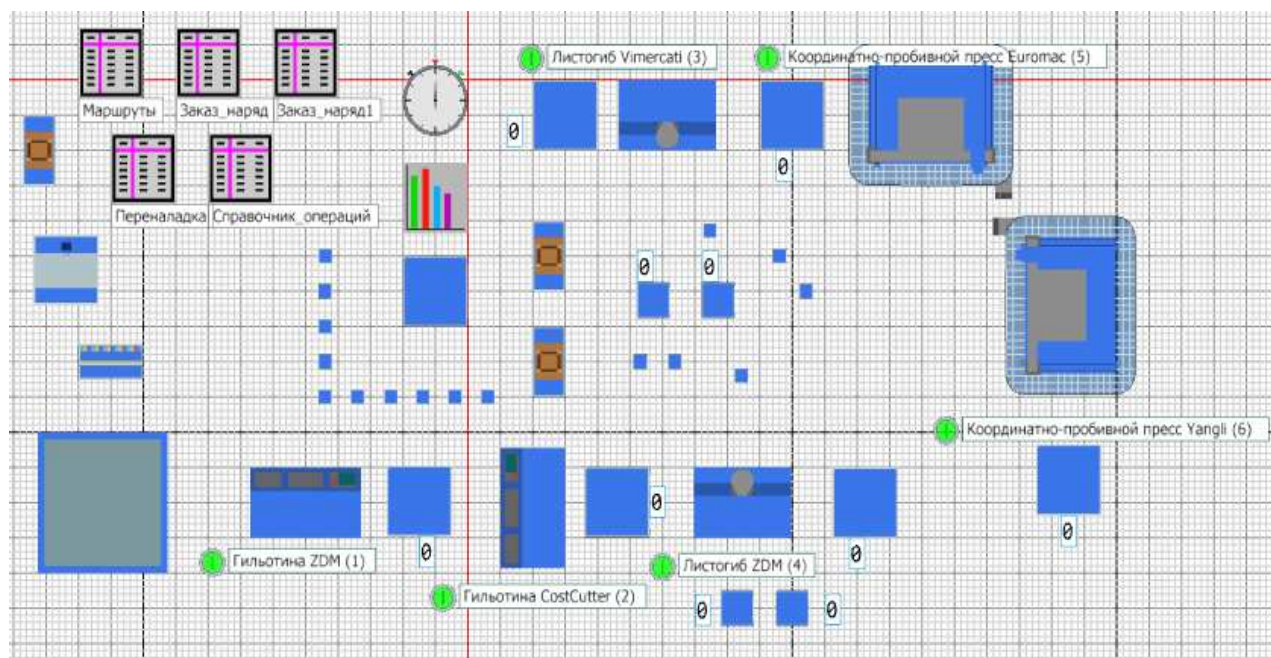 Листогиб Vimercati (3)
Координатно-пробивной пресс Euromac (5)
Маршруты
Заказ_наряд
Заказ_наряд1
0
0
Переналадка
Справочник_операций
0
0
Координатно-пробивной пресс Yangli (6)
0
0
0
0
Гильотина ZDM (1)
Листогиб ZDM (4)
Гильотина CostCutter (2)
0
0